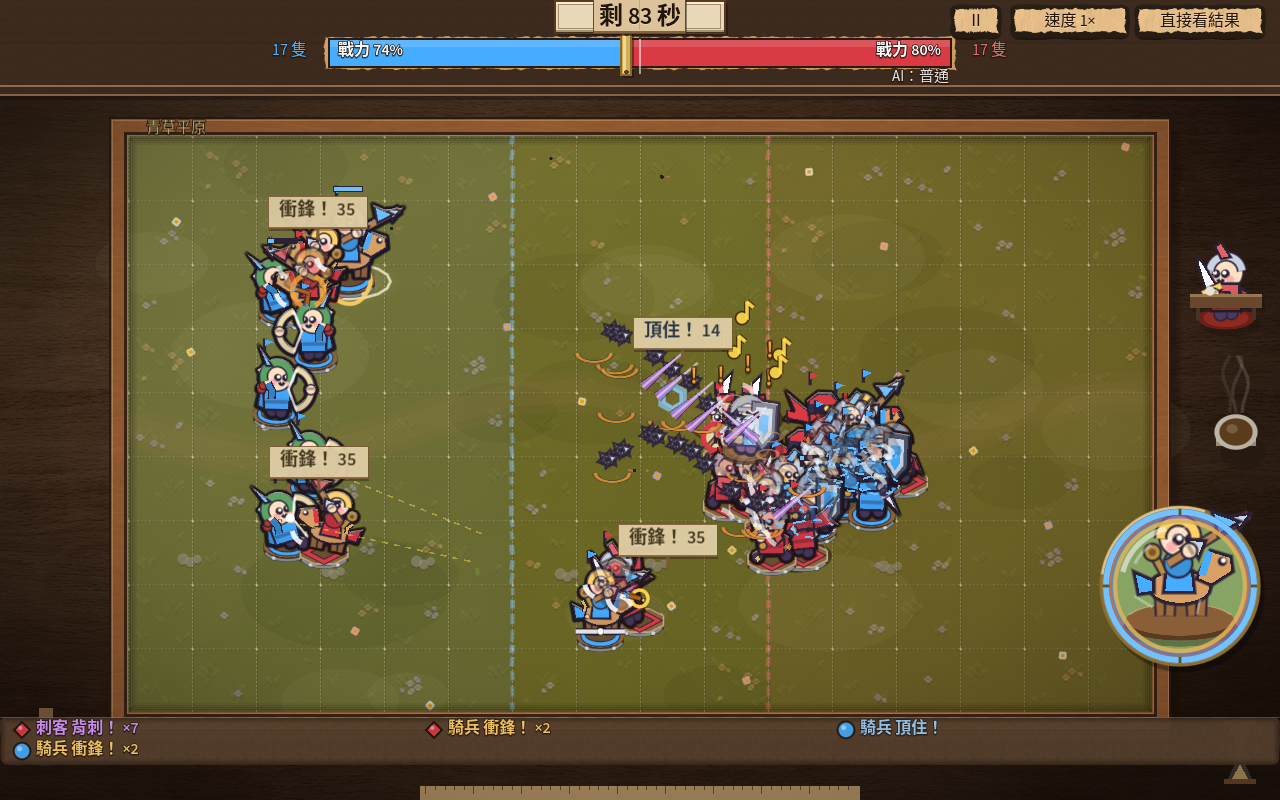 剩 83 秒
II
速度 1×
直接看結果
17 隻
戰力 74%
戰力 80%
17 隻
AI：普通
青草平原
衝鋒！ 35
頂住！ 14
衝鋒！ 35
衝鋒！ 35
刺客 背刺！ ×7
騎兵 衝鋒！ ×2
騎兵 頂住！
騎兵 衝鋒！ ×2